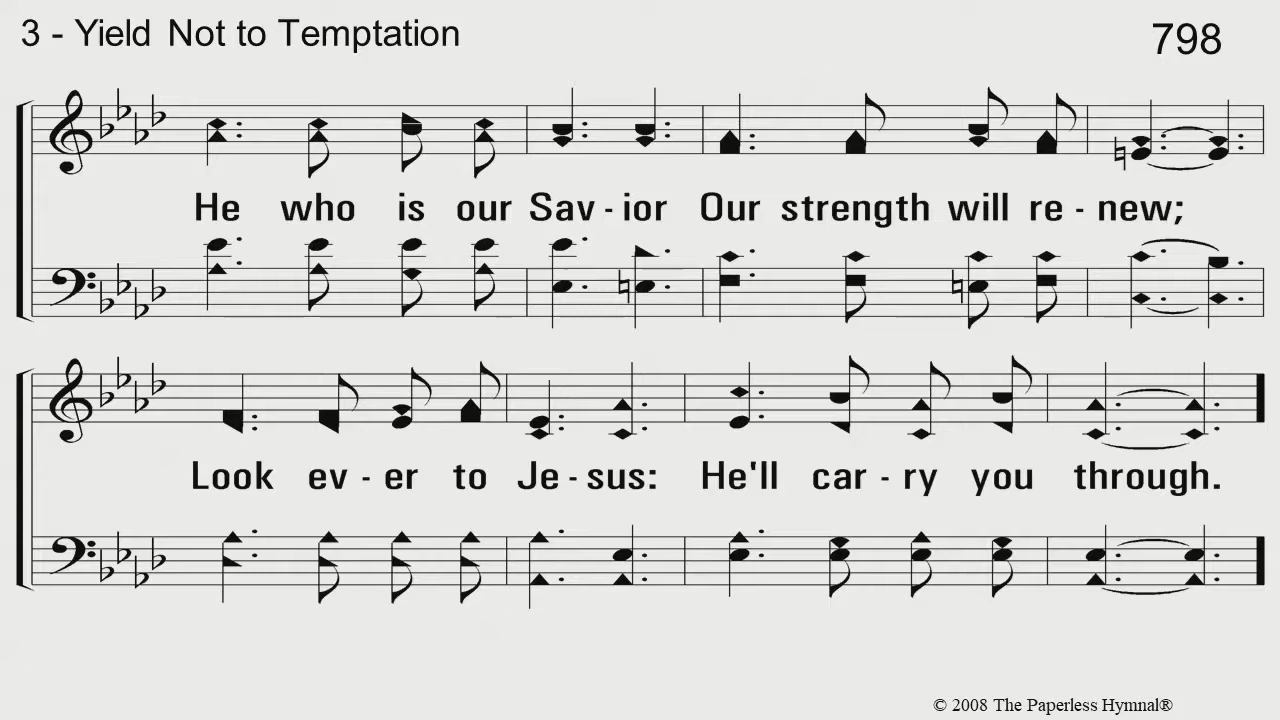 3 - Yield Not to Temptation
798
He who is our Sav - ior Our strength will re - new;
Look ev - er to Je - sus: He'll car - ry you through.
© 2008 The Paperless Hymnal®